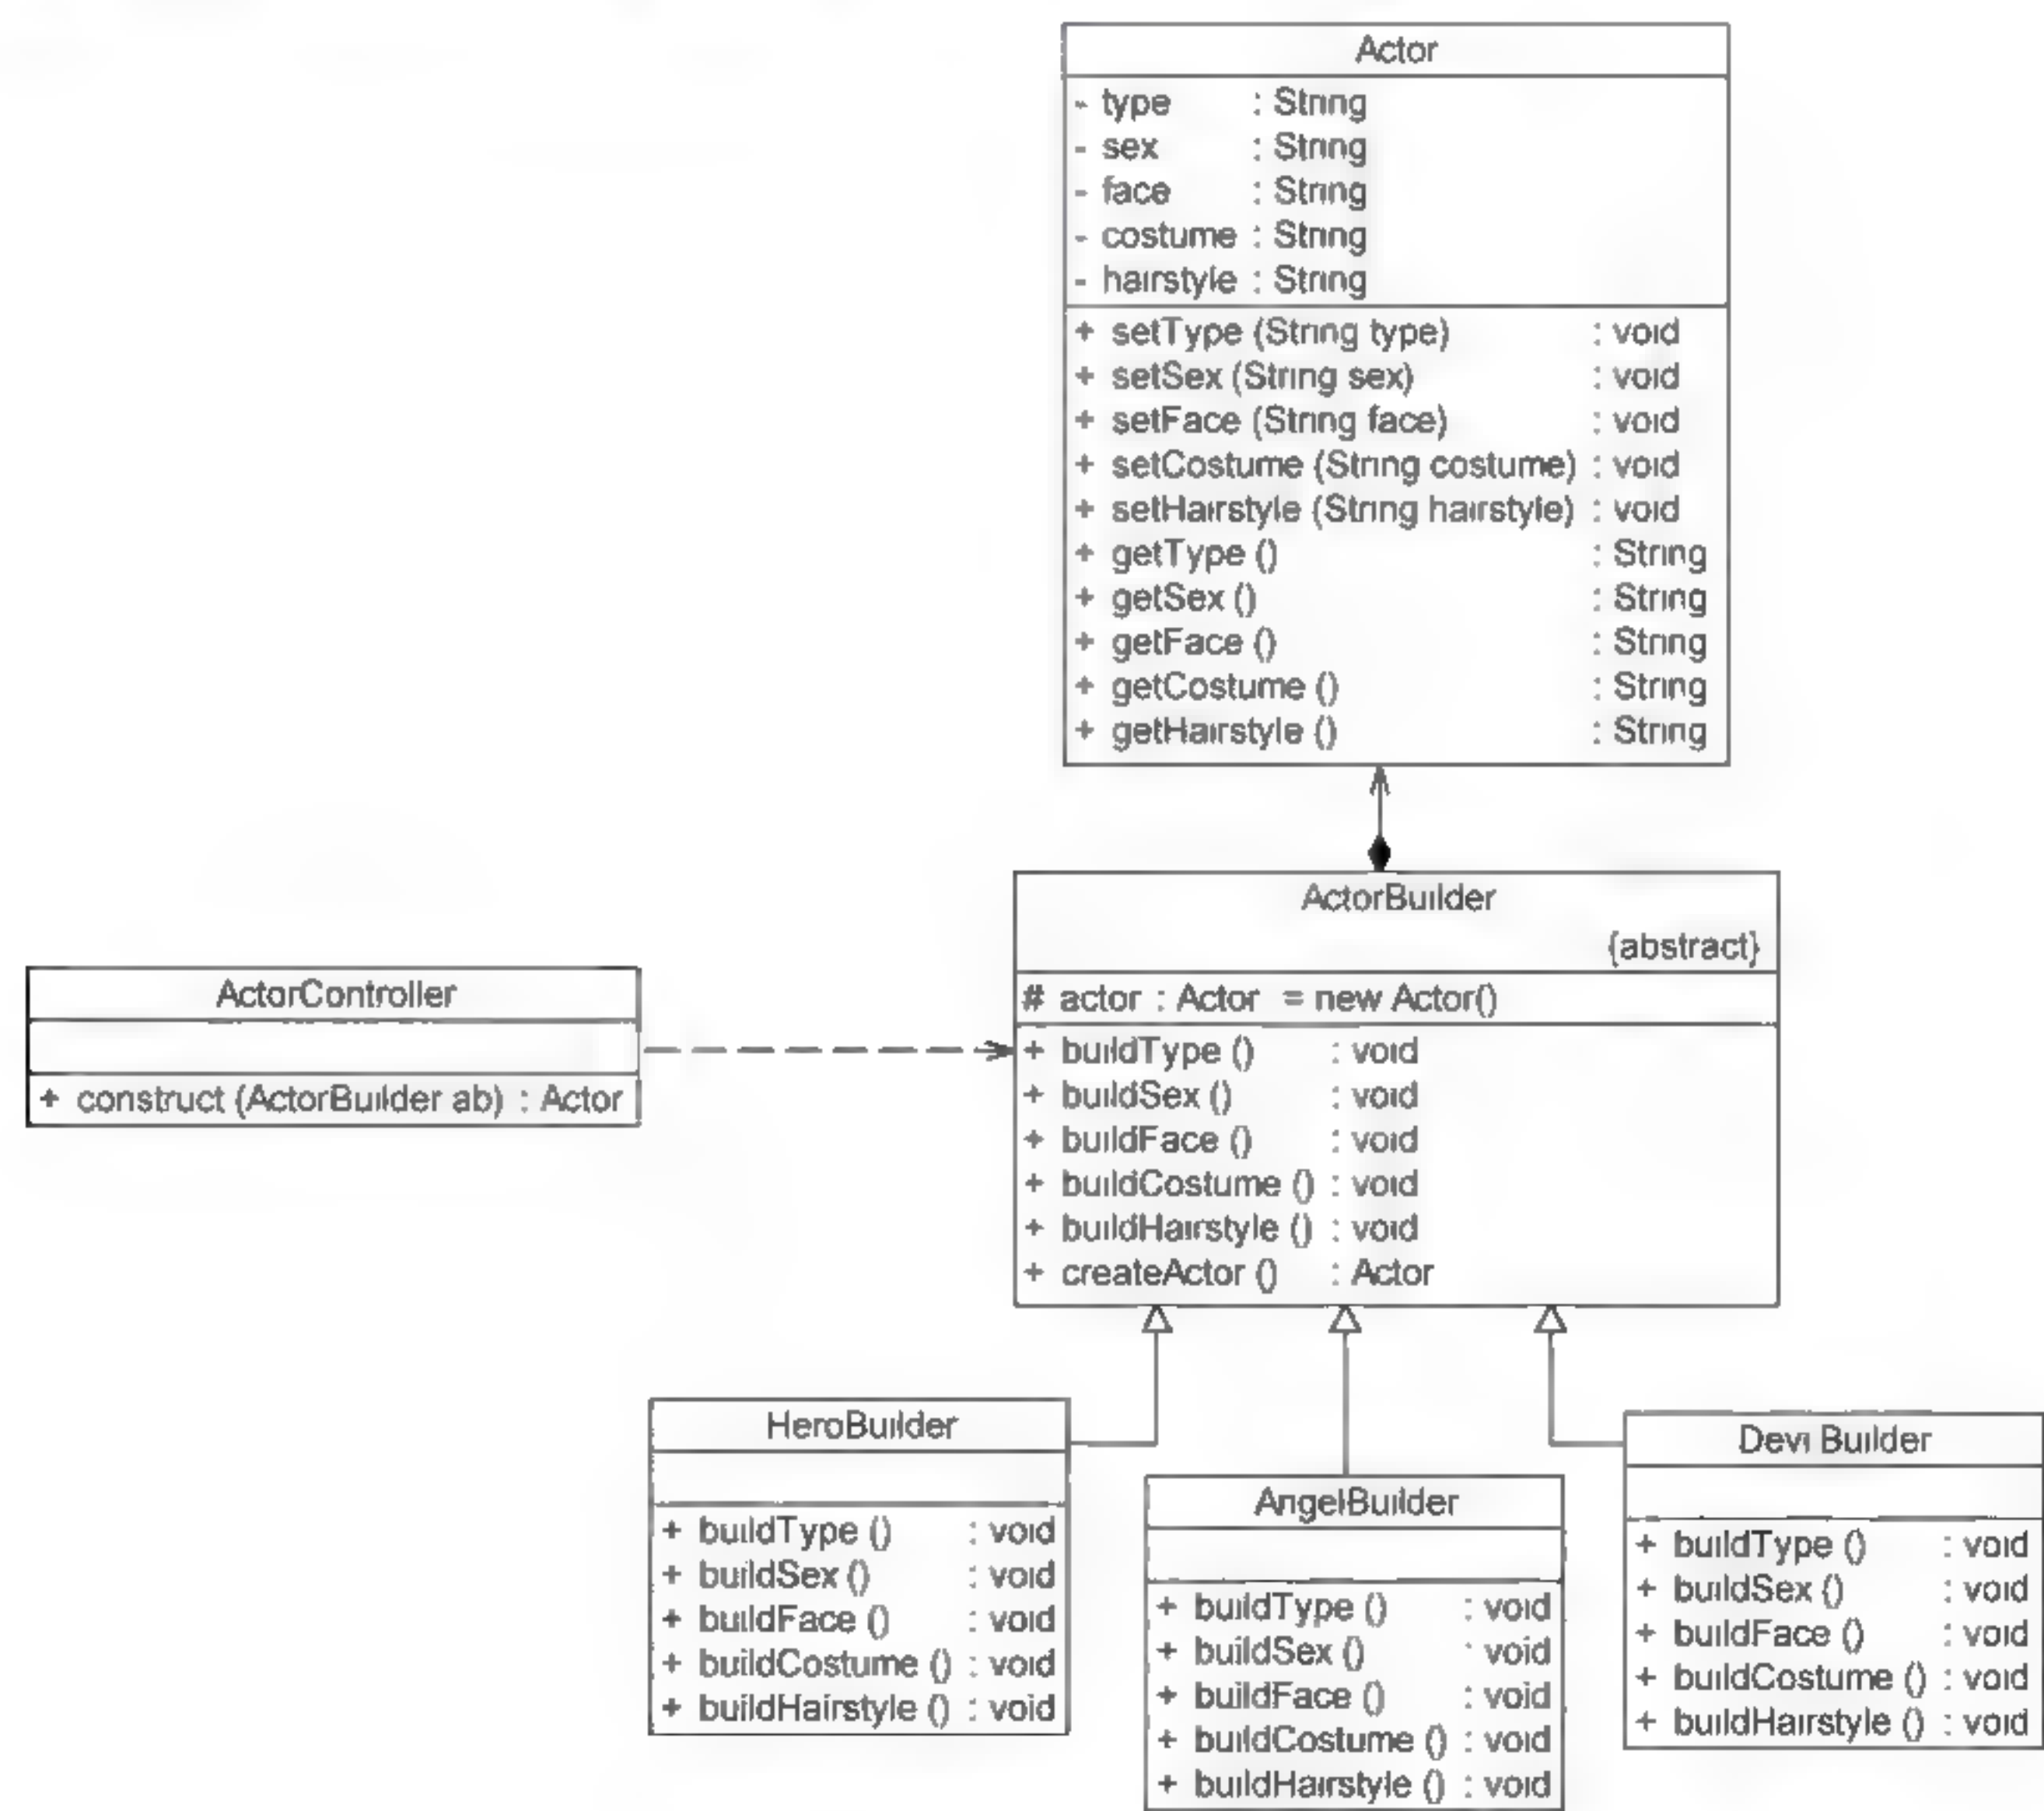 Actor
- type : String
- sex : String
- face : String
- costume : String
- hairstyle : String
+ setType (String type) : void
+ setSex (String sex) : void
+ setFace (String face) : void
+ setCostume (String costume) : void
+ setHairstyle (String hairstyle) : void
+ getType () : String
+ getSex () : String
+ getFace () : String
+ getCostume () : String
+ getHairstyle () : String
ActorBuilder
{abstract}
# actor : Actor = new Actor()
+ buildType () : void
+ buildSex () : void
+ buildFace () : void
+ buildCostume () : void
+ buildHairstyle () : void
+ createActor () : Actor
ActorController
+ construct (ActorBuilder ab) : Actor
HeroBuilder
+ buildType () : void
+ buildSex () : void
+ buildFace () : void
+ buildCostume () : void
+ buildHairstyle () : void
AngelBuilder
+ buildType () : void
+ buildSex () : void
+ buildFace () : void
+ buildCostume () : void
+ buildHairstyle () : void
Devi Builder
+ buildType () : void
+ buildSex () : void
+ buildFace () : void
+ buildCostume () : void
+ buildHairstyle () : void